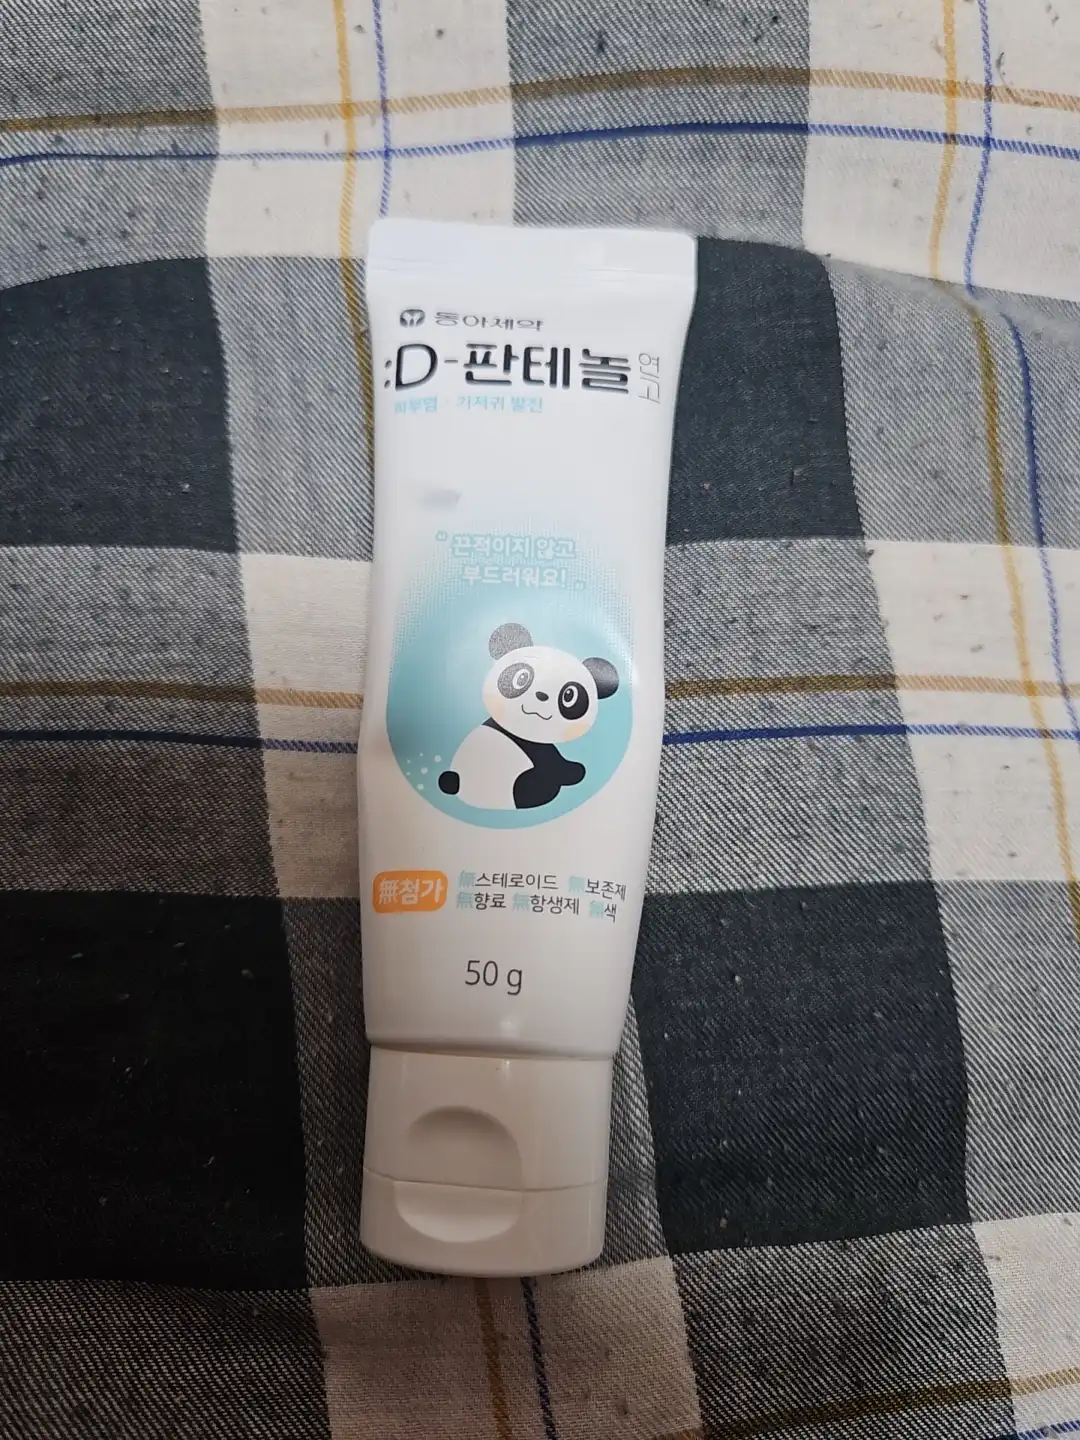 동아제약
:D-판테놀 연고
피부염 · 기저귀 발진
" 끈적이지 않고
부드러워요! "
無첨가 無스테로이드 無보존제
無향료 無항생제 無색
50 g